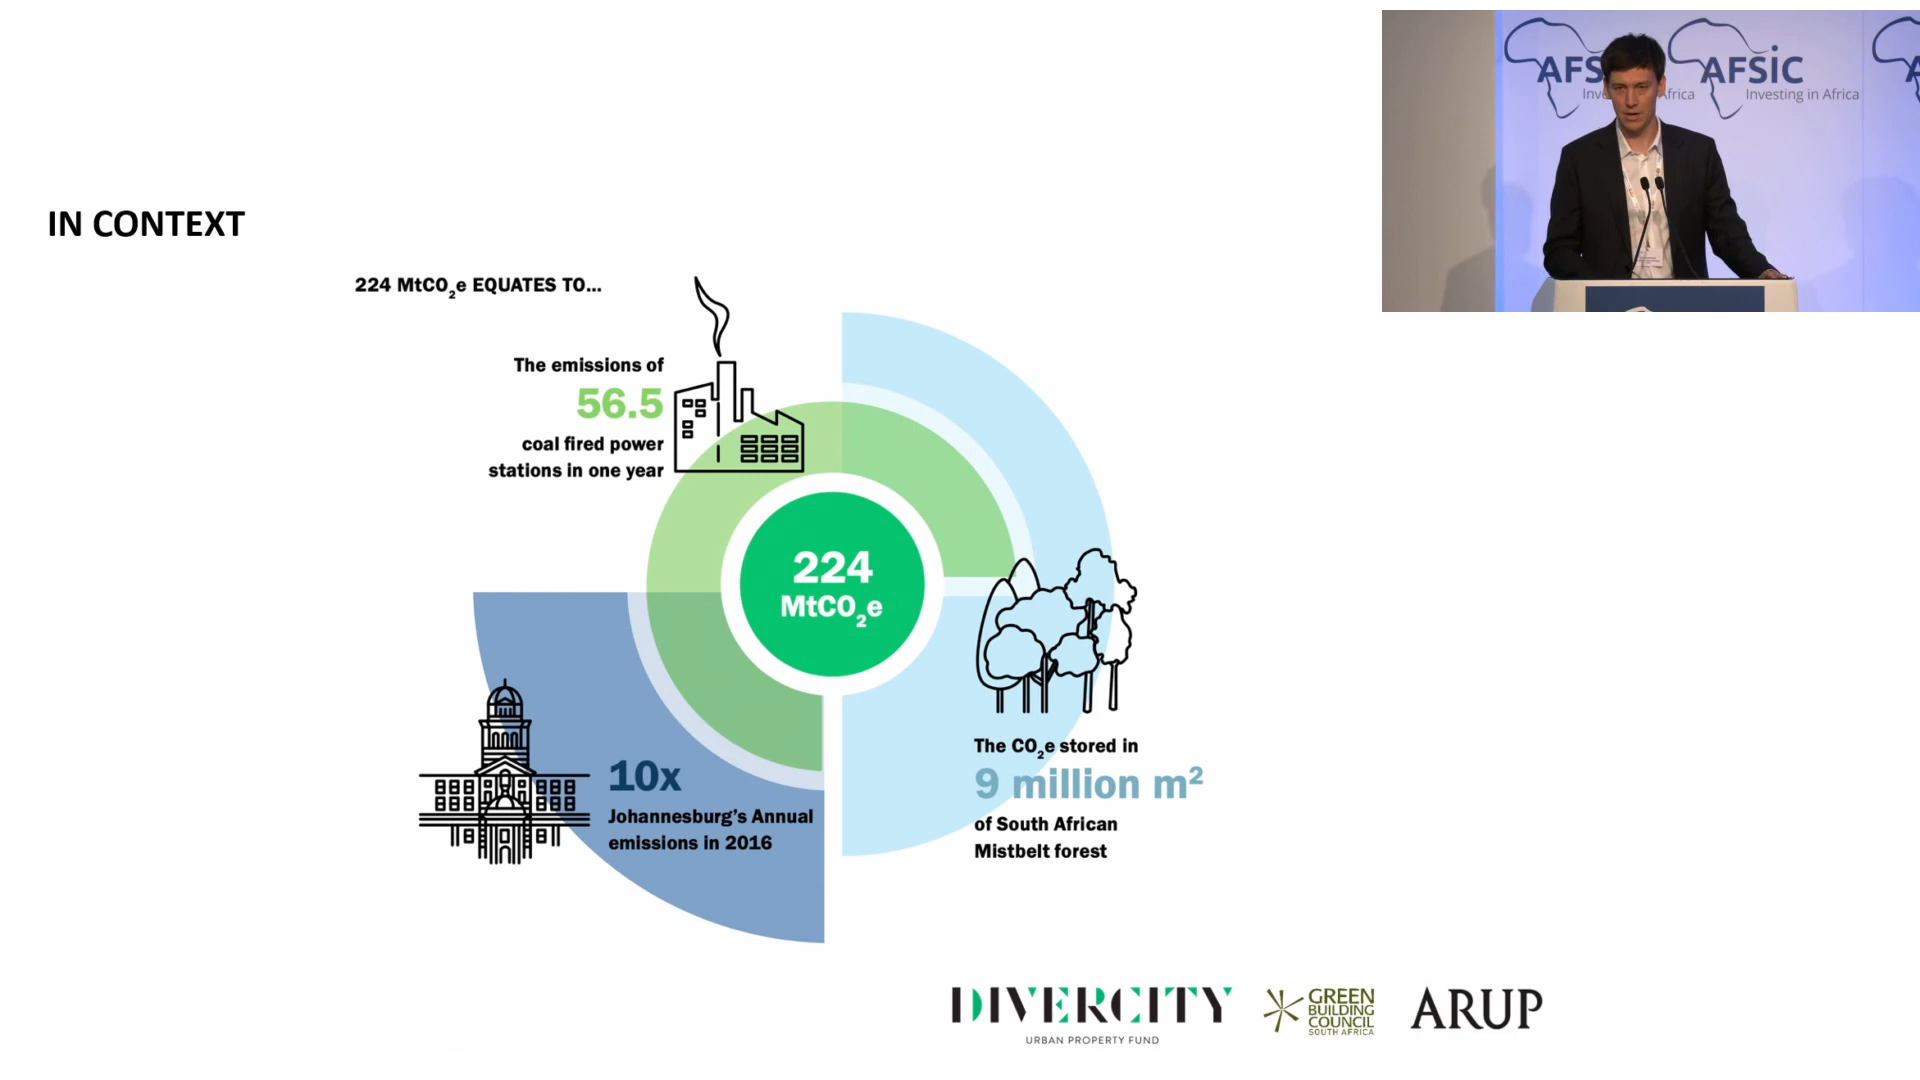 AFS
AFSIC
Investing in Africa
IN CONTEXT
224 MtCO₂e EQUATES TO...
The emissions of
56.5
coal fired power
stations in one year
224
MtCO₂e
10x
Johannesburg's Annual
emissions in 2016
The CO₂e stored in
9 million m²
of South African
Mistbelt forest
DIVERCITY
URBAN PROPERTY FUND
GREEN
BUILDING
COUNCIL
SOUTH AFRICA
ARUP